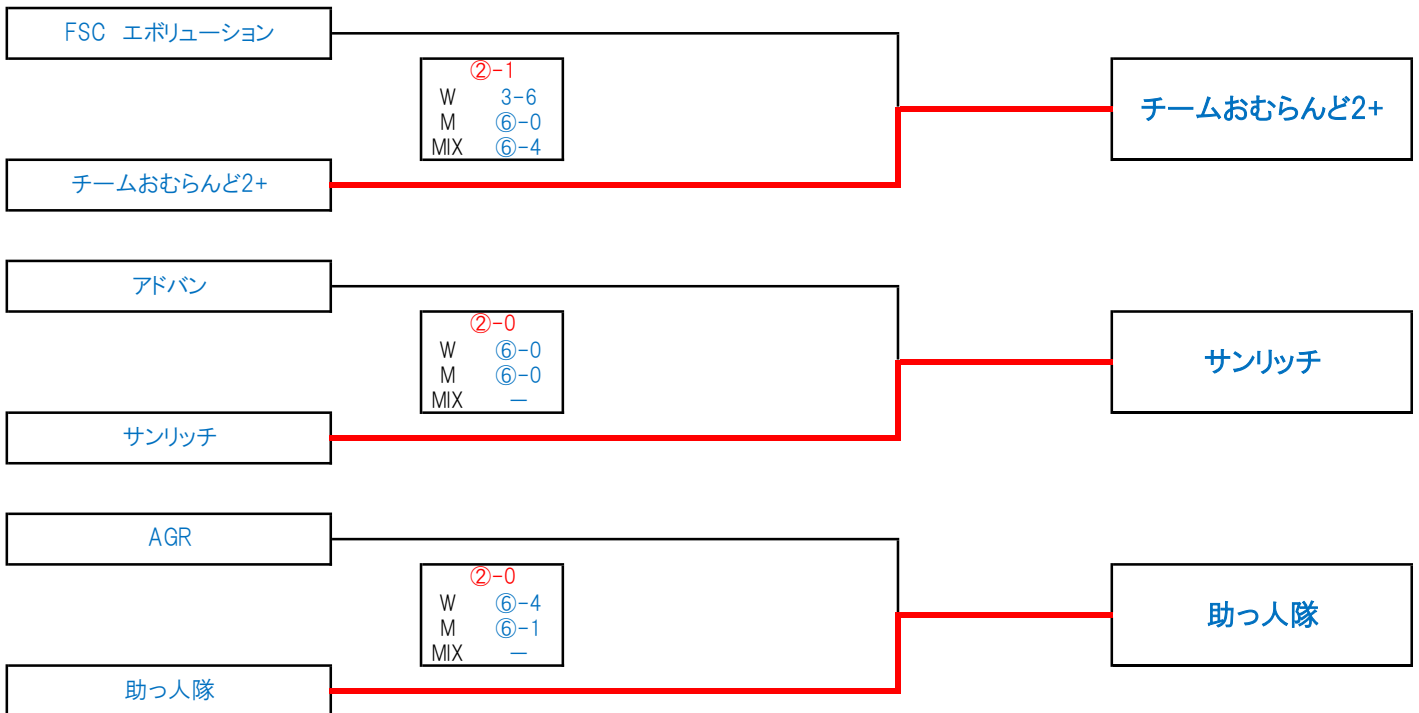 FSC エボリューション
②-1
W 3-6
M ⑥-0
MIX ⑥-4
チームおむらんど2+
チームおむらんど2+
アドバン
②-0
W ⑥-0
M ⑥-0
MIX ―
サンリッチ
サンリッチ
AGR
②-0
W ⑥-4
M ⑥-1
MIX ―
助っ人隊
助っ人隊